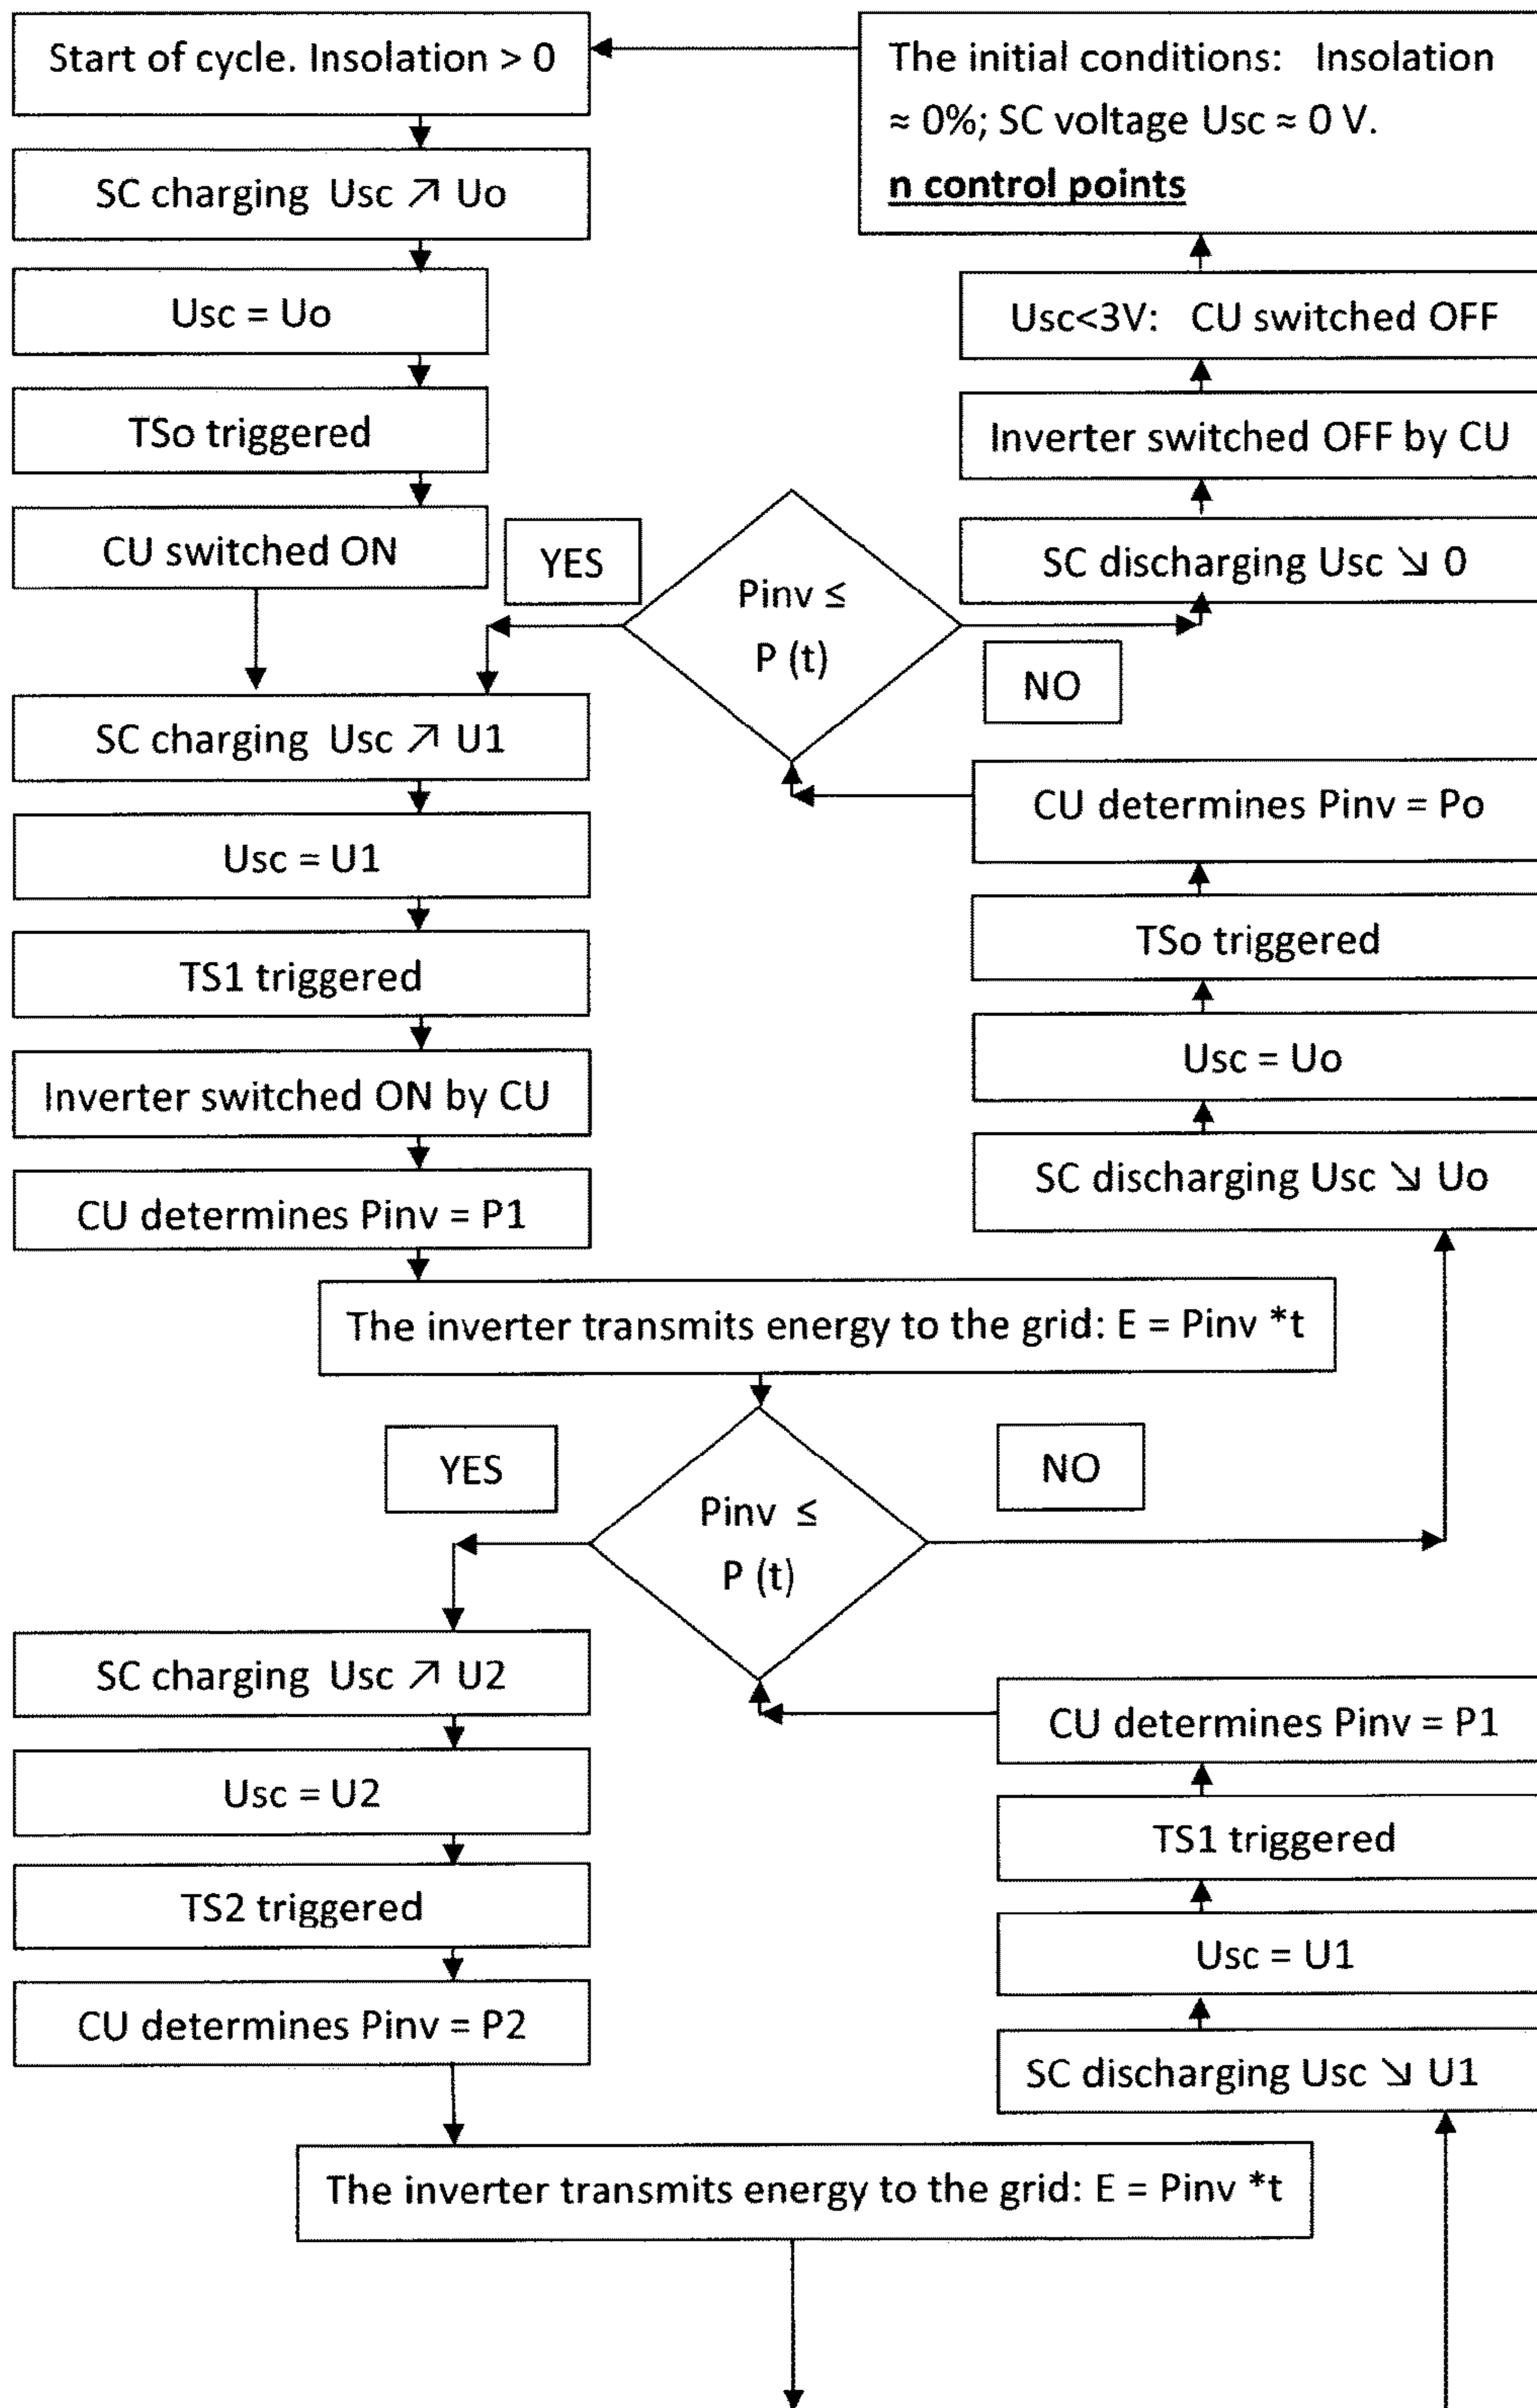 Start of cycle. Insolation > 0
The initial conditions: Insolation
≈ 0%; SC voltage Usc ≈ 0 V.
n control points
SC charging Usc ↗ Uo
Usc = Uo
Usc<3V: CU switched OFF
TSo triggered
Inverter switched OFF by CU
CU switched ON
YES
SC discharging Usc ↘ 0
Pinv ≤
P (t)
NO
SC charging Usc ↗ U1
CU determines Pinv = Po
Usc = U1
TSo triggered
TS1 triggered
Usc = Uo
Inverter switched ON by CU
SC discharging Usc ↘ Uo
CU determines Pinv = P1
The inverter transmits energy to the grid: E = Pinv *t
YES
NO
Pinv ≤
P (t)
SC charging Usc ↗ U2
CU determines Pinv = P1
Usc = U2
TS1 triggered
TS2 triggered
Usc = U1
CU determines Pinv = P2
SC discharging Usc ↘ U1
The inverter transmits energy to the grid: E = Pinv *t